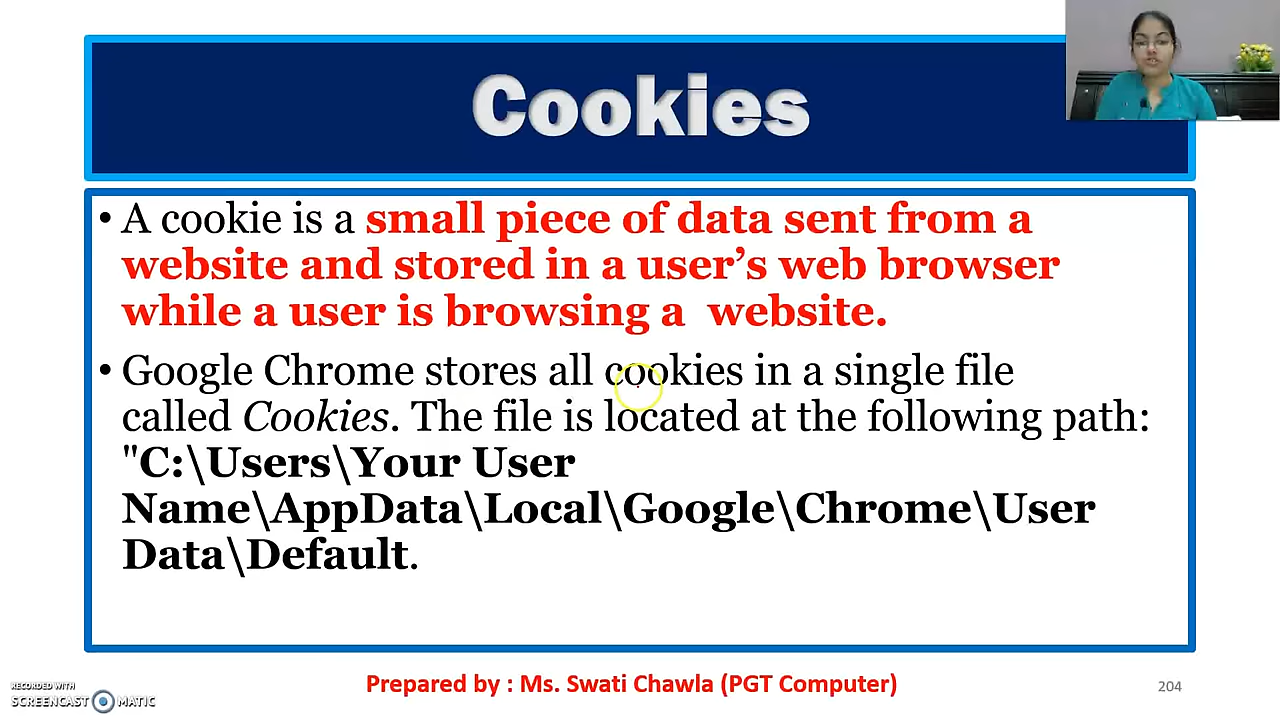 Cookies
• A cookie is a small piece of data sent from a
website and stored in a user’s web browser
while a user is browsing a  website.
• Google Chrome stores all cookies in a single file
called Cookies. The file is located at the following path:
"C:\Users\Your User
Name\AppData\Local\Google\Chrome\User
Data\Default.
Prepared by : Ms. Swati Chawla (PGT Computer)
204
RECORDED WITH
SCREENCAST MATIC